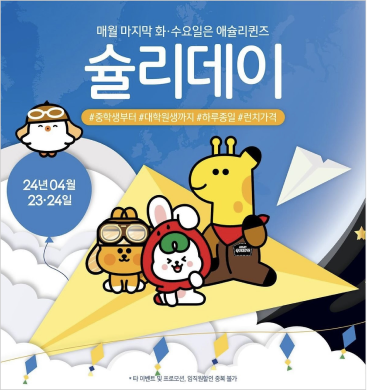 매월 마지막 화·수요일은 애슐리퀸즈
슐리데이
#중학생부터 #대학원생까지 #하루종일 #런치가격
24년 04월
23·24일
* 타 이벤트 및 프로모션, 임직원할인 중복 불가